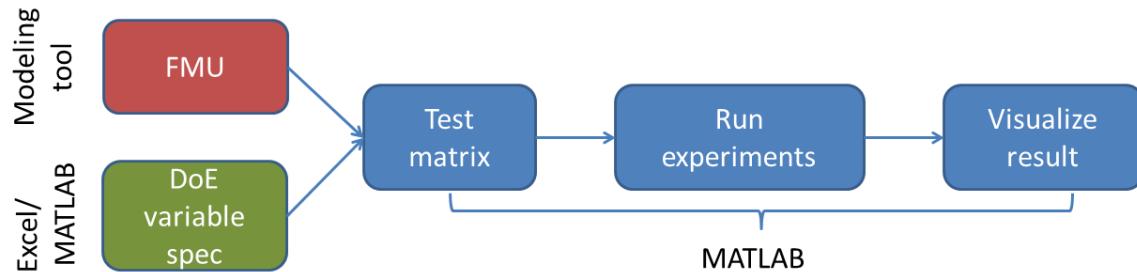 Modeling
tool
FMU
Excel/
MATLAB
DoE
variable
spec
Test
matrix
Run
experiments
Visualize
result
MATLAB